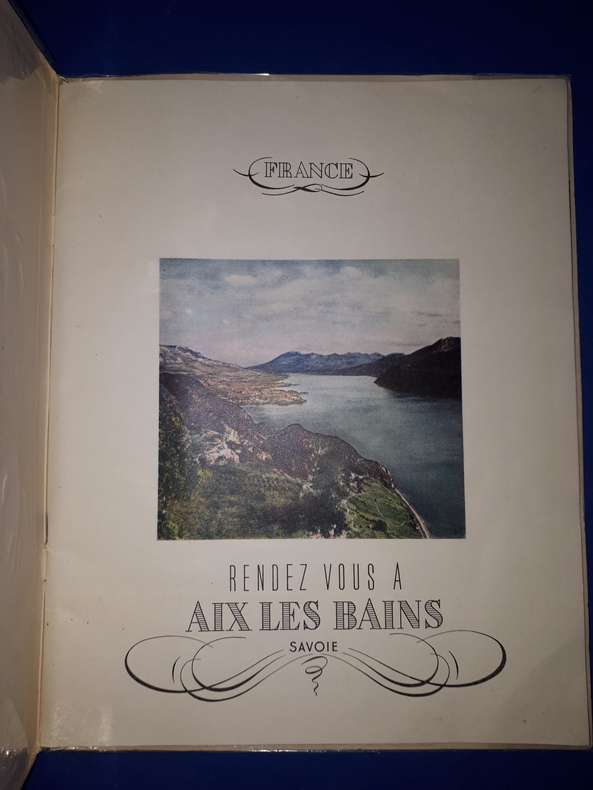 FRANCE
RENDEZ VOUS A
AIX LES BAINS
SAVOIE